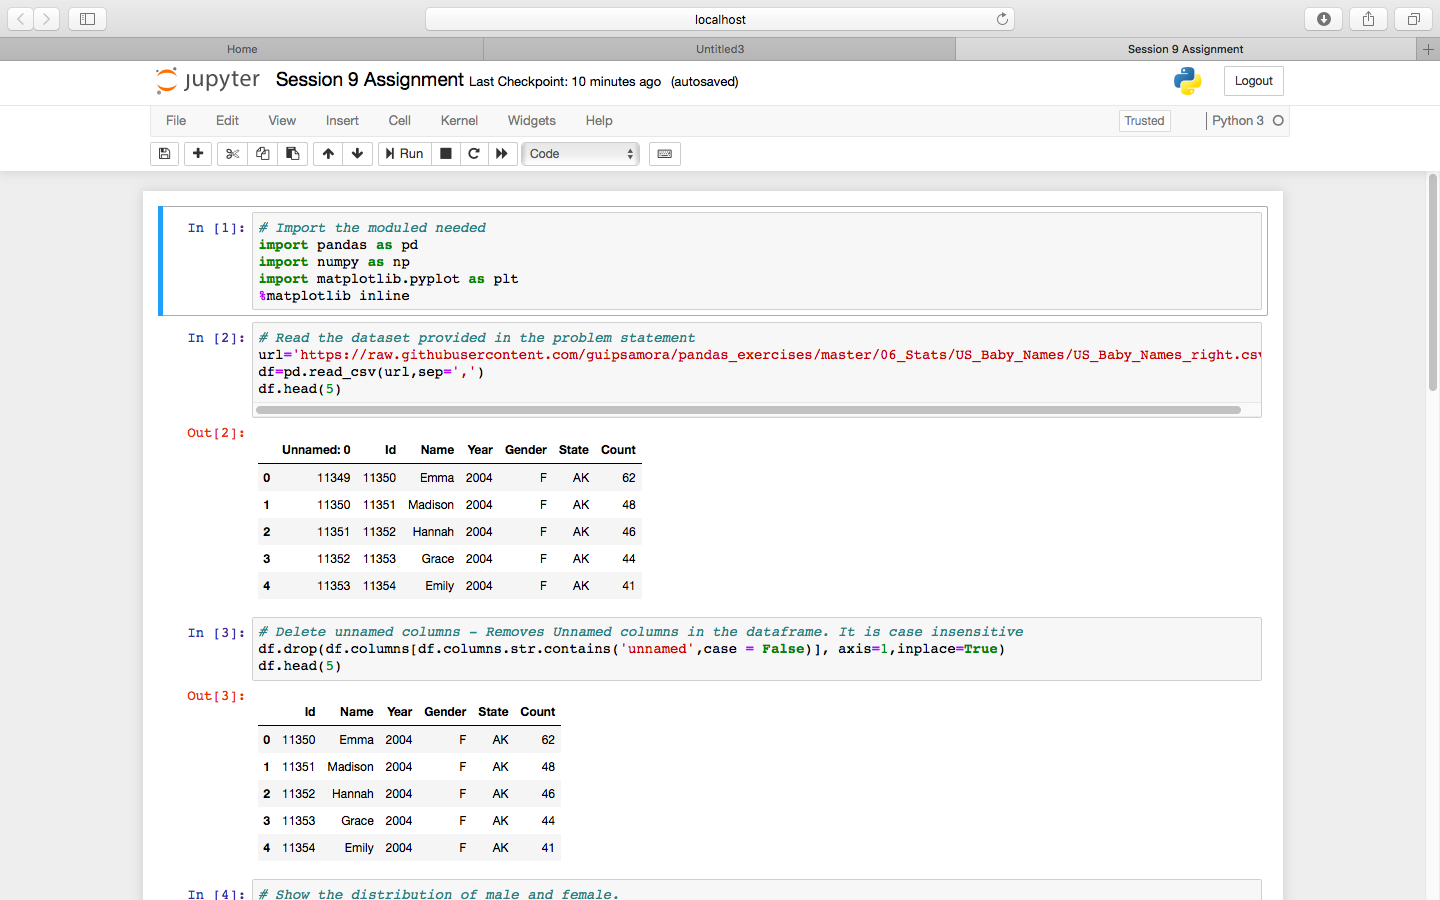 localhost
Home Untitled3 Session 9 Assignment
jupyter Session 9 Assignment Last Checkpoint: 10 minutes ago (autosaved) Logout
File Edit View Insert Cell Kernel Widgets Help Trusted Python 3
Run Code
In [1]: # Import the moduled needed
import pandas as pd
import numpy as np
import matplotlib.pyplot as plt
%matplotlib inline
In [2]: # Read the dataset provided in the problem statement
url='https://raw.githubusercontent.com/guipsamora/pandas_exercises/master/06_Stats/US_Baby_Names/US_Baby_Names_right.csv
df=pd.read_csv(url,sep=',')
df.head(5)
Out[2]:
Unnamed: 0 Id Name Year Gender State Count
0 11349 11350 Emma 2004 F AK 62
1 11350 11351 Madison 2004 F AK 48
2 11351 11352 Hannah 2004 F AK 46
3 11352 11353 Grace 2004 F AK 44
4 11353 11354 Emily 2004 F AK 41
In [3]: # Delete unnamed columns - Removes Unnamed columns in the dataframe. It is case insensitive
df.drop(df.columns[df.columns.str.contains('unnamed',case = False)], axis=1,inplace=True)
df.head(5)
Out[3]:
Id Name Year Gender State Count
0 11350 Emma 2004 F AK 62
1 11351 Madison 2004 F AK 48
2 11352 Hannah 2004 F AK 46
3 11353 Grace 2004 F AK 44
4 11354 Emily 2004 F AK 41
In [4]: # Show the distribution of male and female.